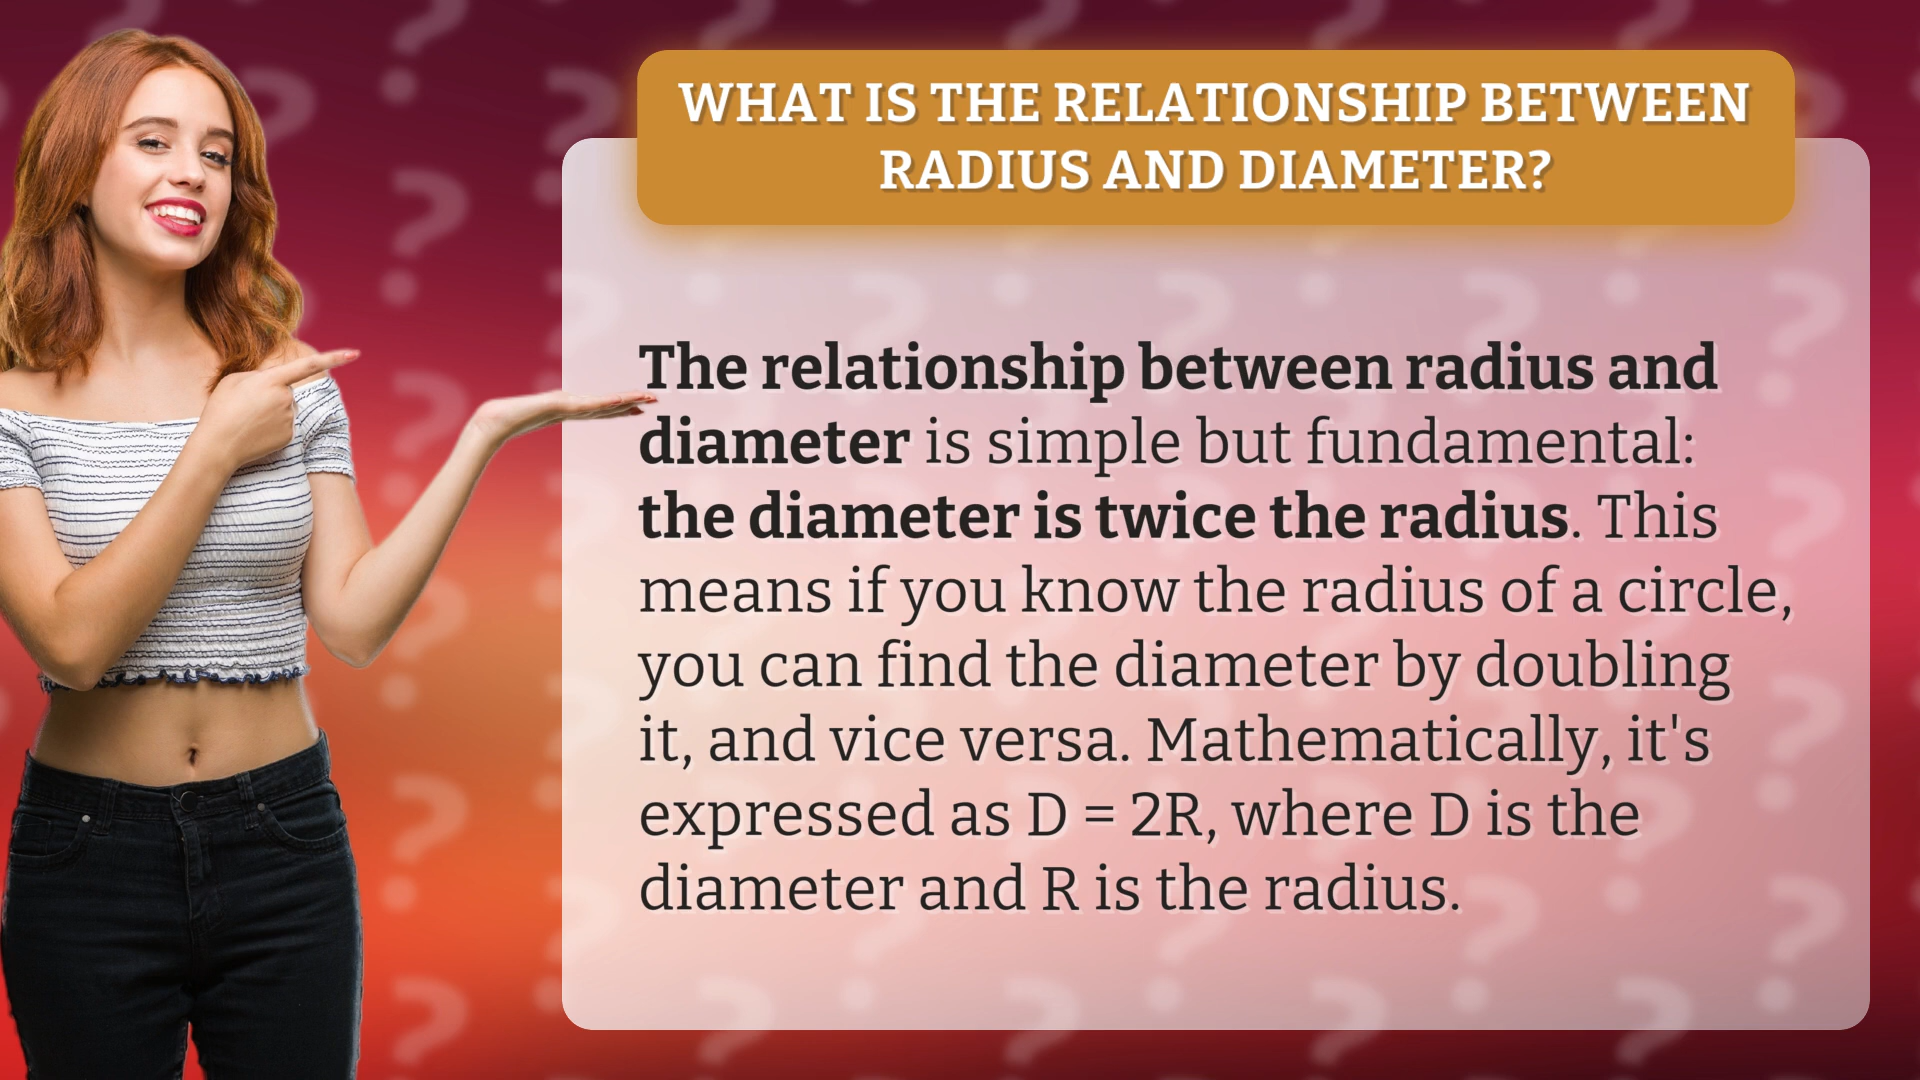 WHAT IS THE RELATIONSHIP BETWEEN
RADIUS AND DIAMETER?
The relationship between radius and
diameter is simple but fundamental:
the diameter is twice the radius. This
means if you know the radius of a circle,
you can find the diameter by doubling
it, and vice versa. Mathematically, it's
expressed as D = 2R, where D is the
diameter and R is the radius.